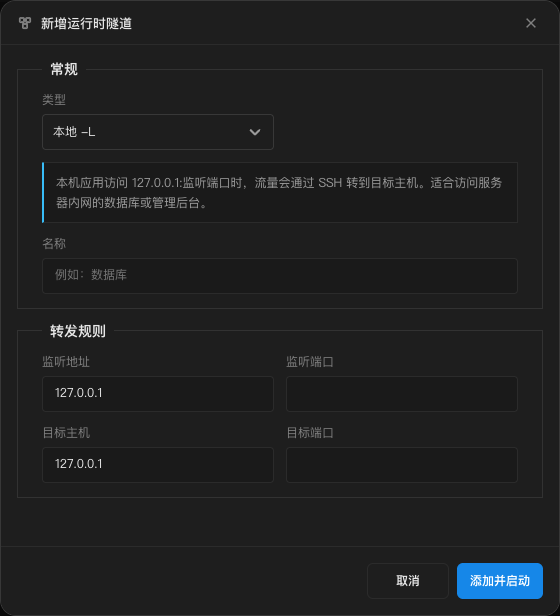 新增运行时隧道
常规
类型
本地 -L
本机应用访问 127.0.0.1:监听端口时，流量会通过 SSH 转到目标主机。适合访问服务
器内网的数据库或管理后台。
名称
例如：数据库
转发规则
监听地址
监听端口
127.0.0.1
目标主机
目标端口
127.0.0.1
取消
添加并启动